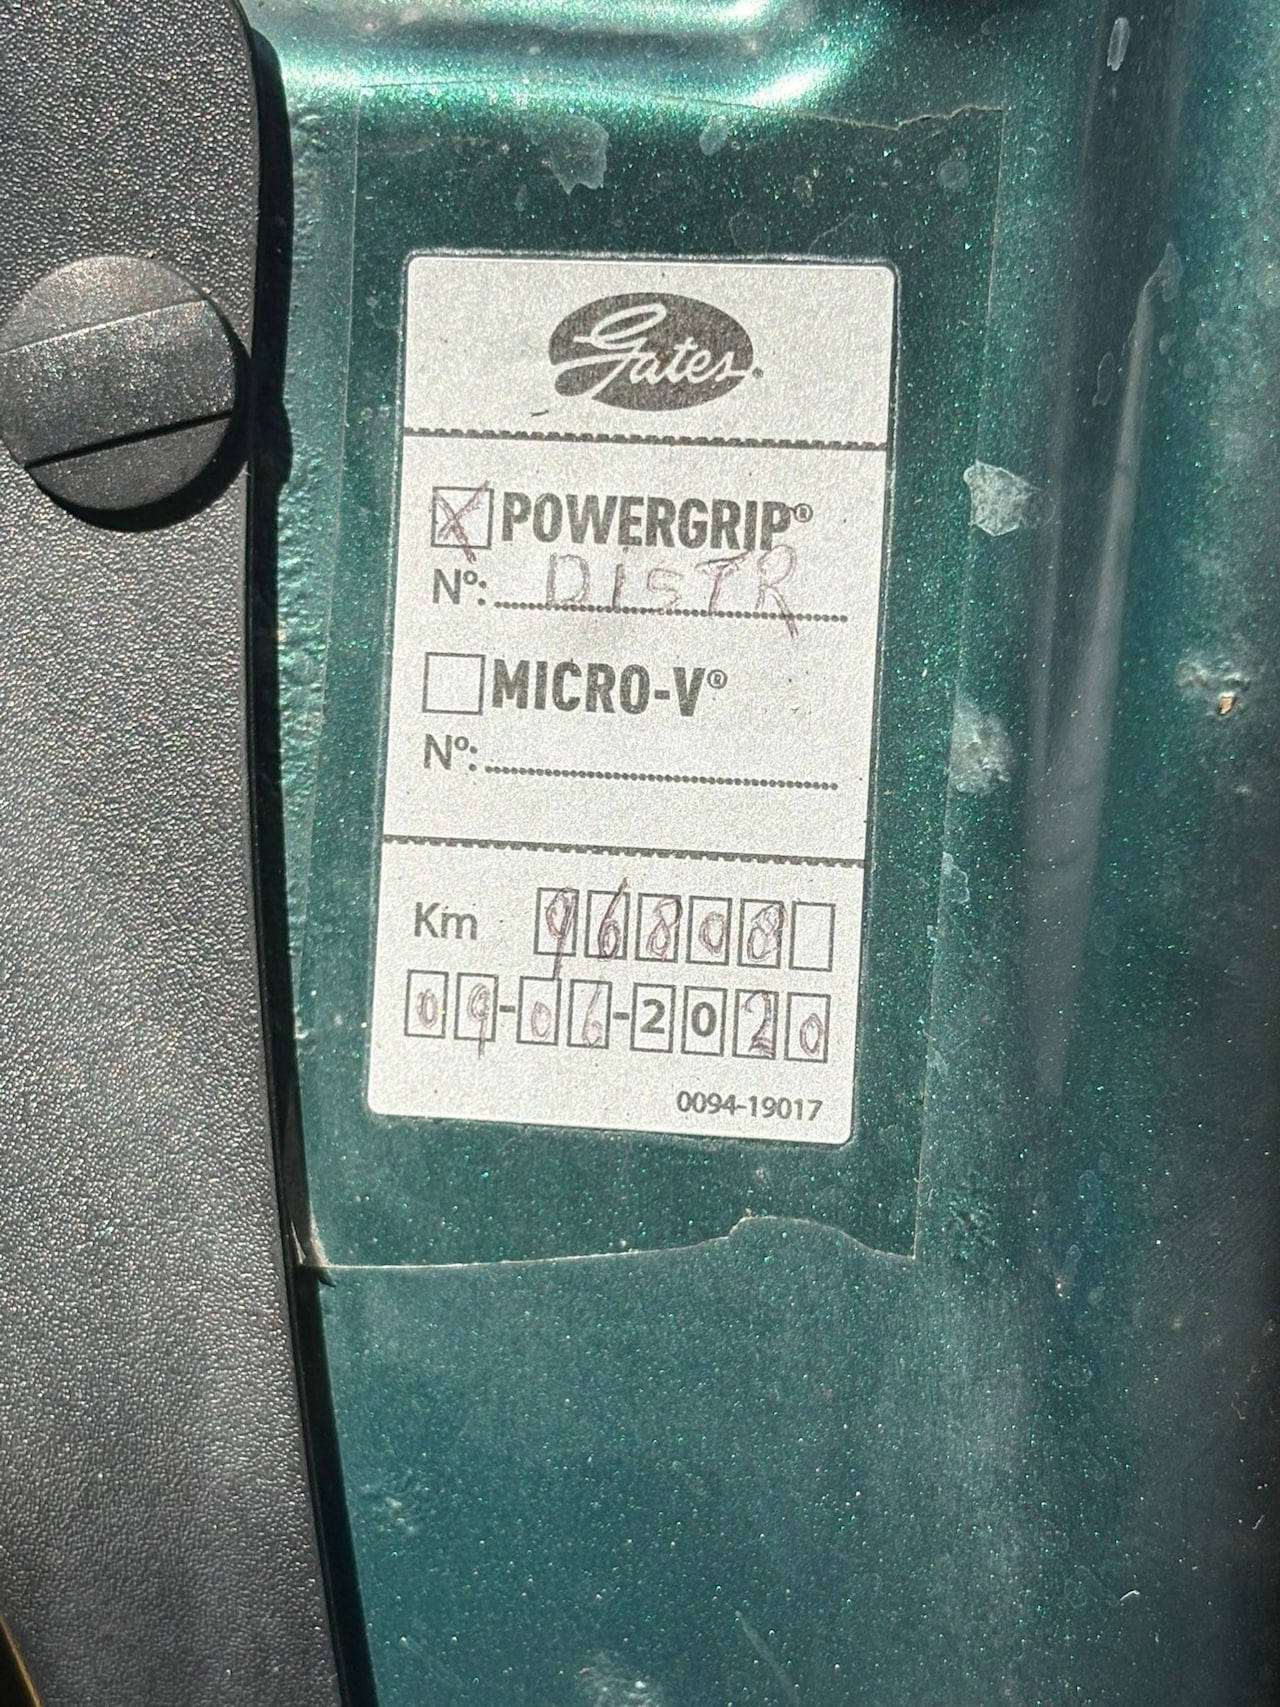 Gates®
POWERGRIP®
Nº: DISTR
MICRO-V®
Nº:
Km 96808
09-06-2020
0094-19017